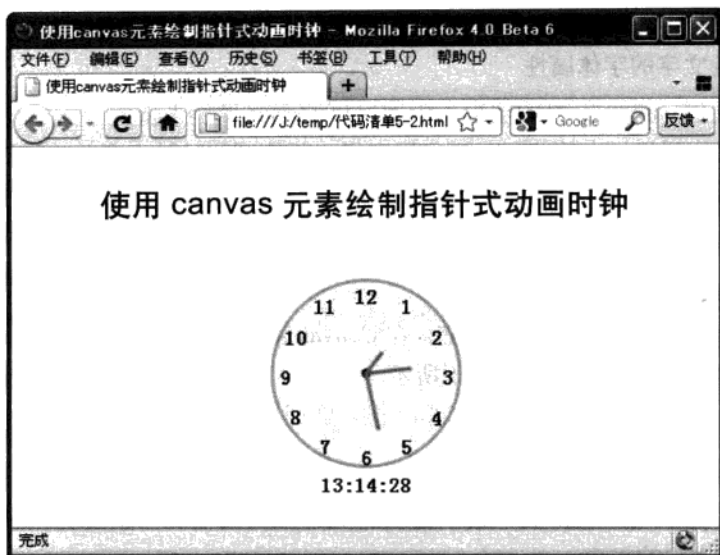 使用canvas元素绘制指针式动画时钟 - Mozilla Firefox 4.0 Beta 6
文件(F) 编辑(E) 查看(V) 历史(S) 书签(B) 工具(T) 帮助(H)
使用canvas元素绘制指针式动画时钟
file:///J:/temp/代码清单5-2.html Google 反馈
使用 canvas 元素绘制指针式动画时钟
12
11 1
10 2
9 3
8 4
7 5
6
13:14:28
完成